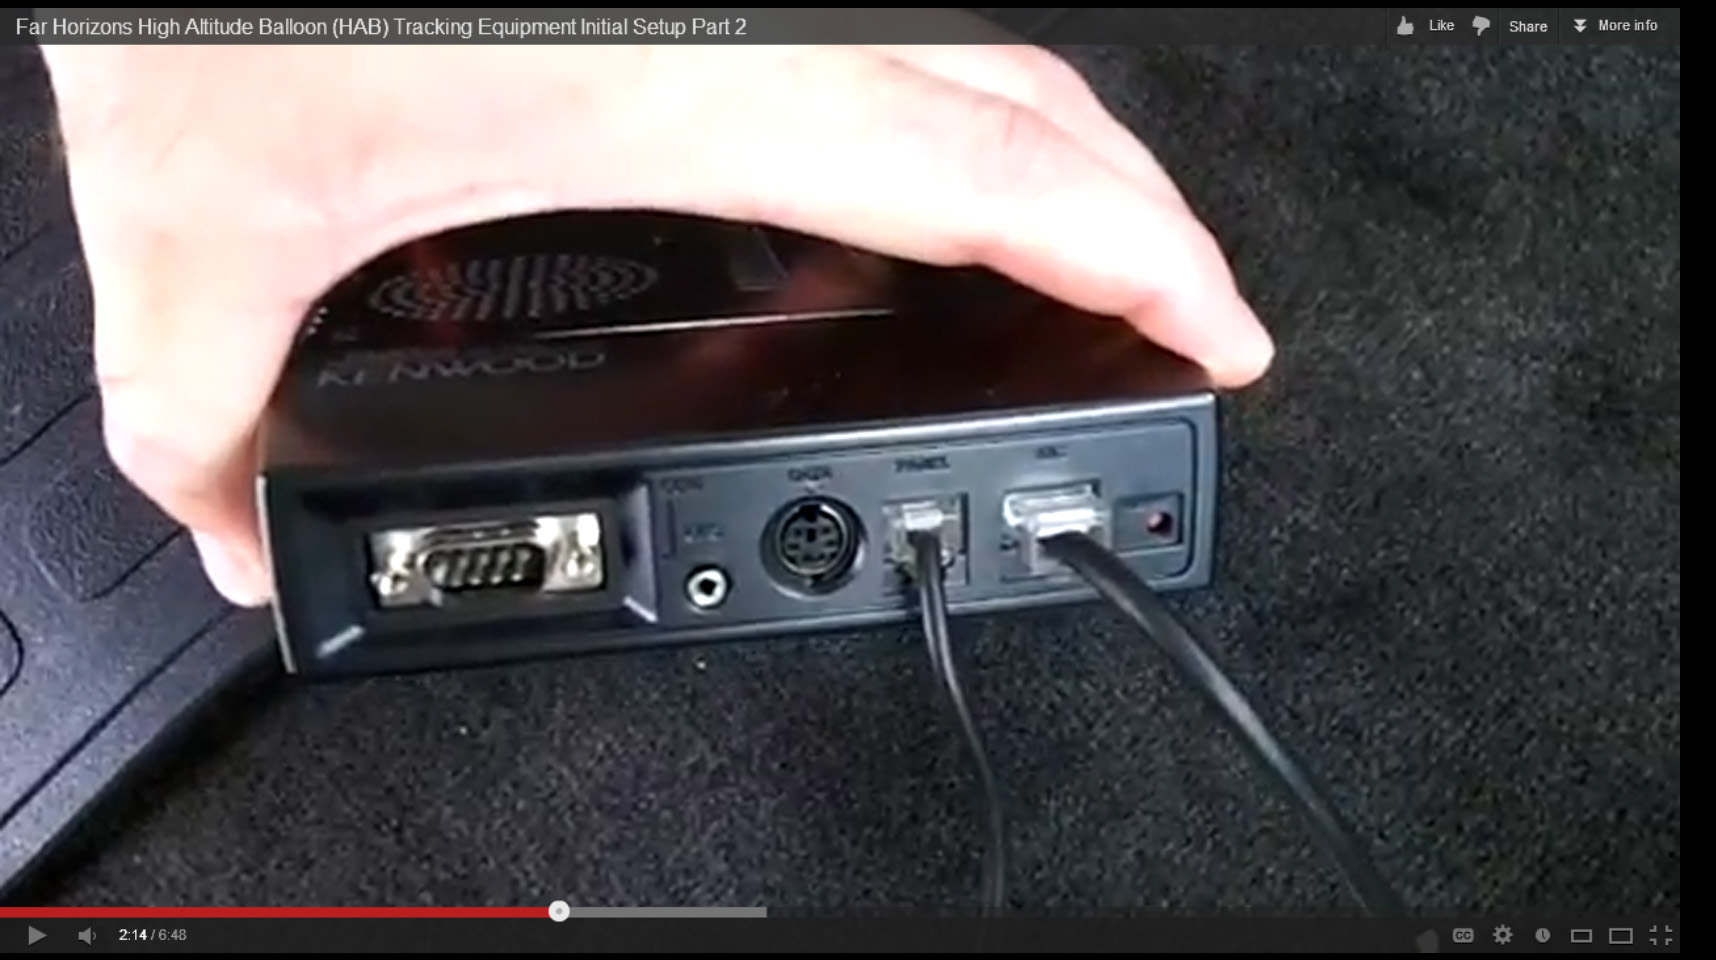 Far Horizons High Altitude Balloon (HAB) Tracking Equipment Initial Setup Part 2
Like
Share
More info
KENWOOD
DATA
PANEL
2:14 / 6:48
CC